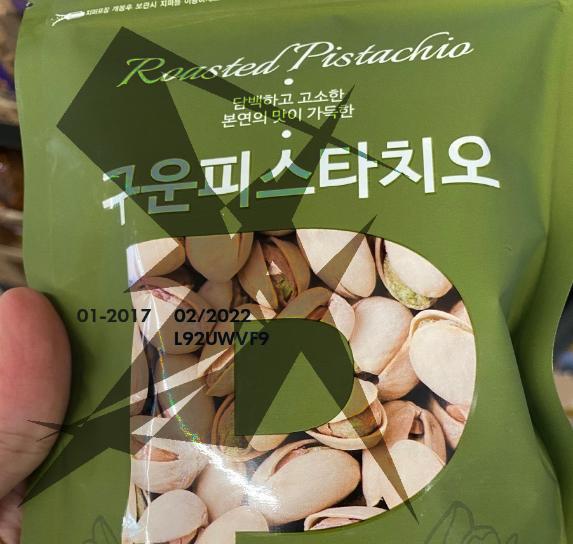 Roasted Pistachio
담백하고 고소한
본연의 맛이 가득한
구운피스타치오
01-2017 02/2022
L92UWVF9